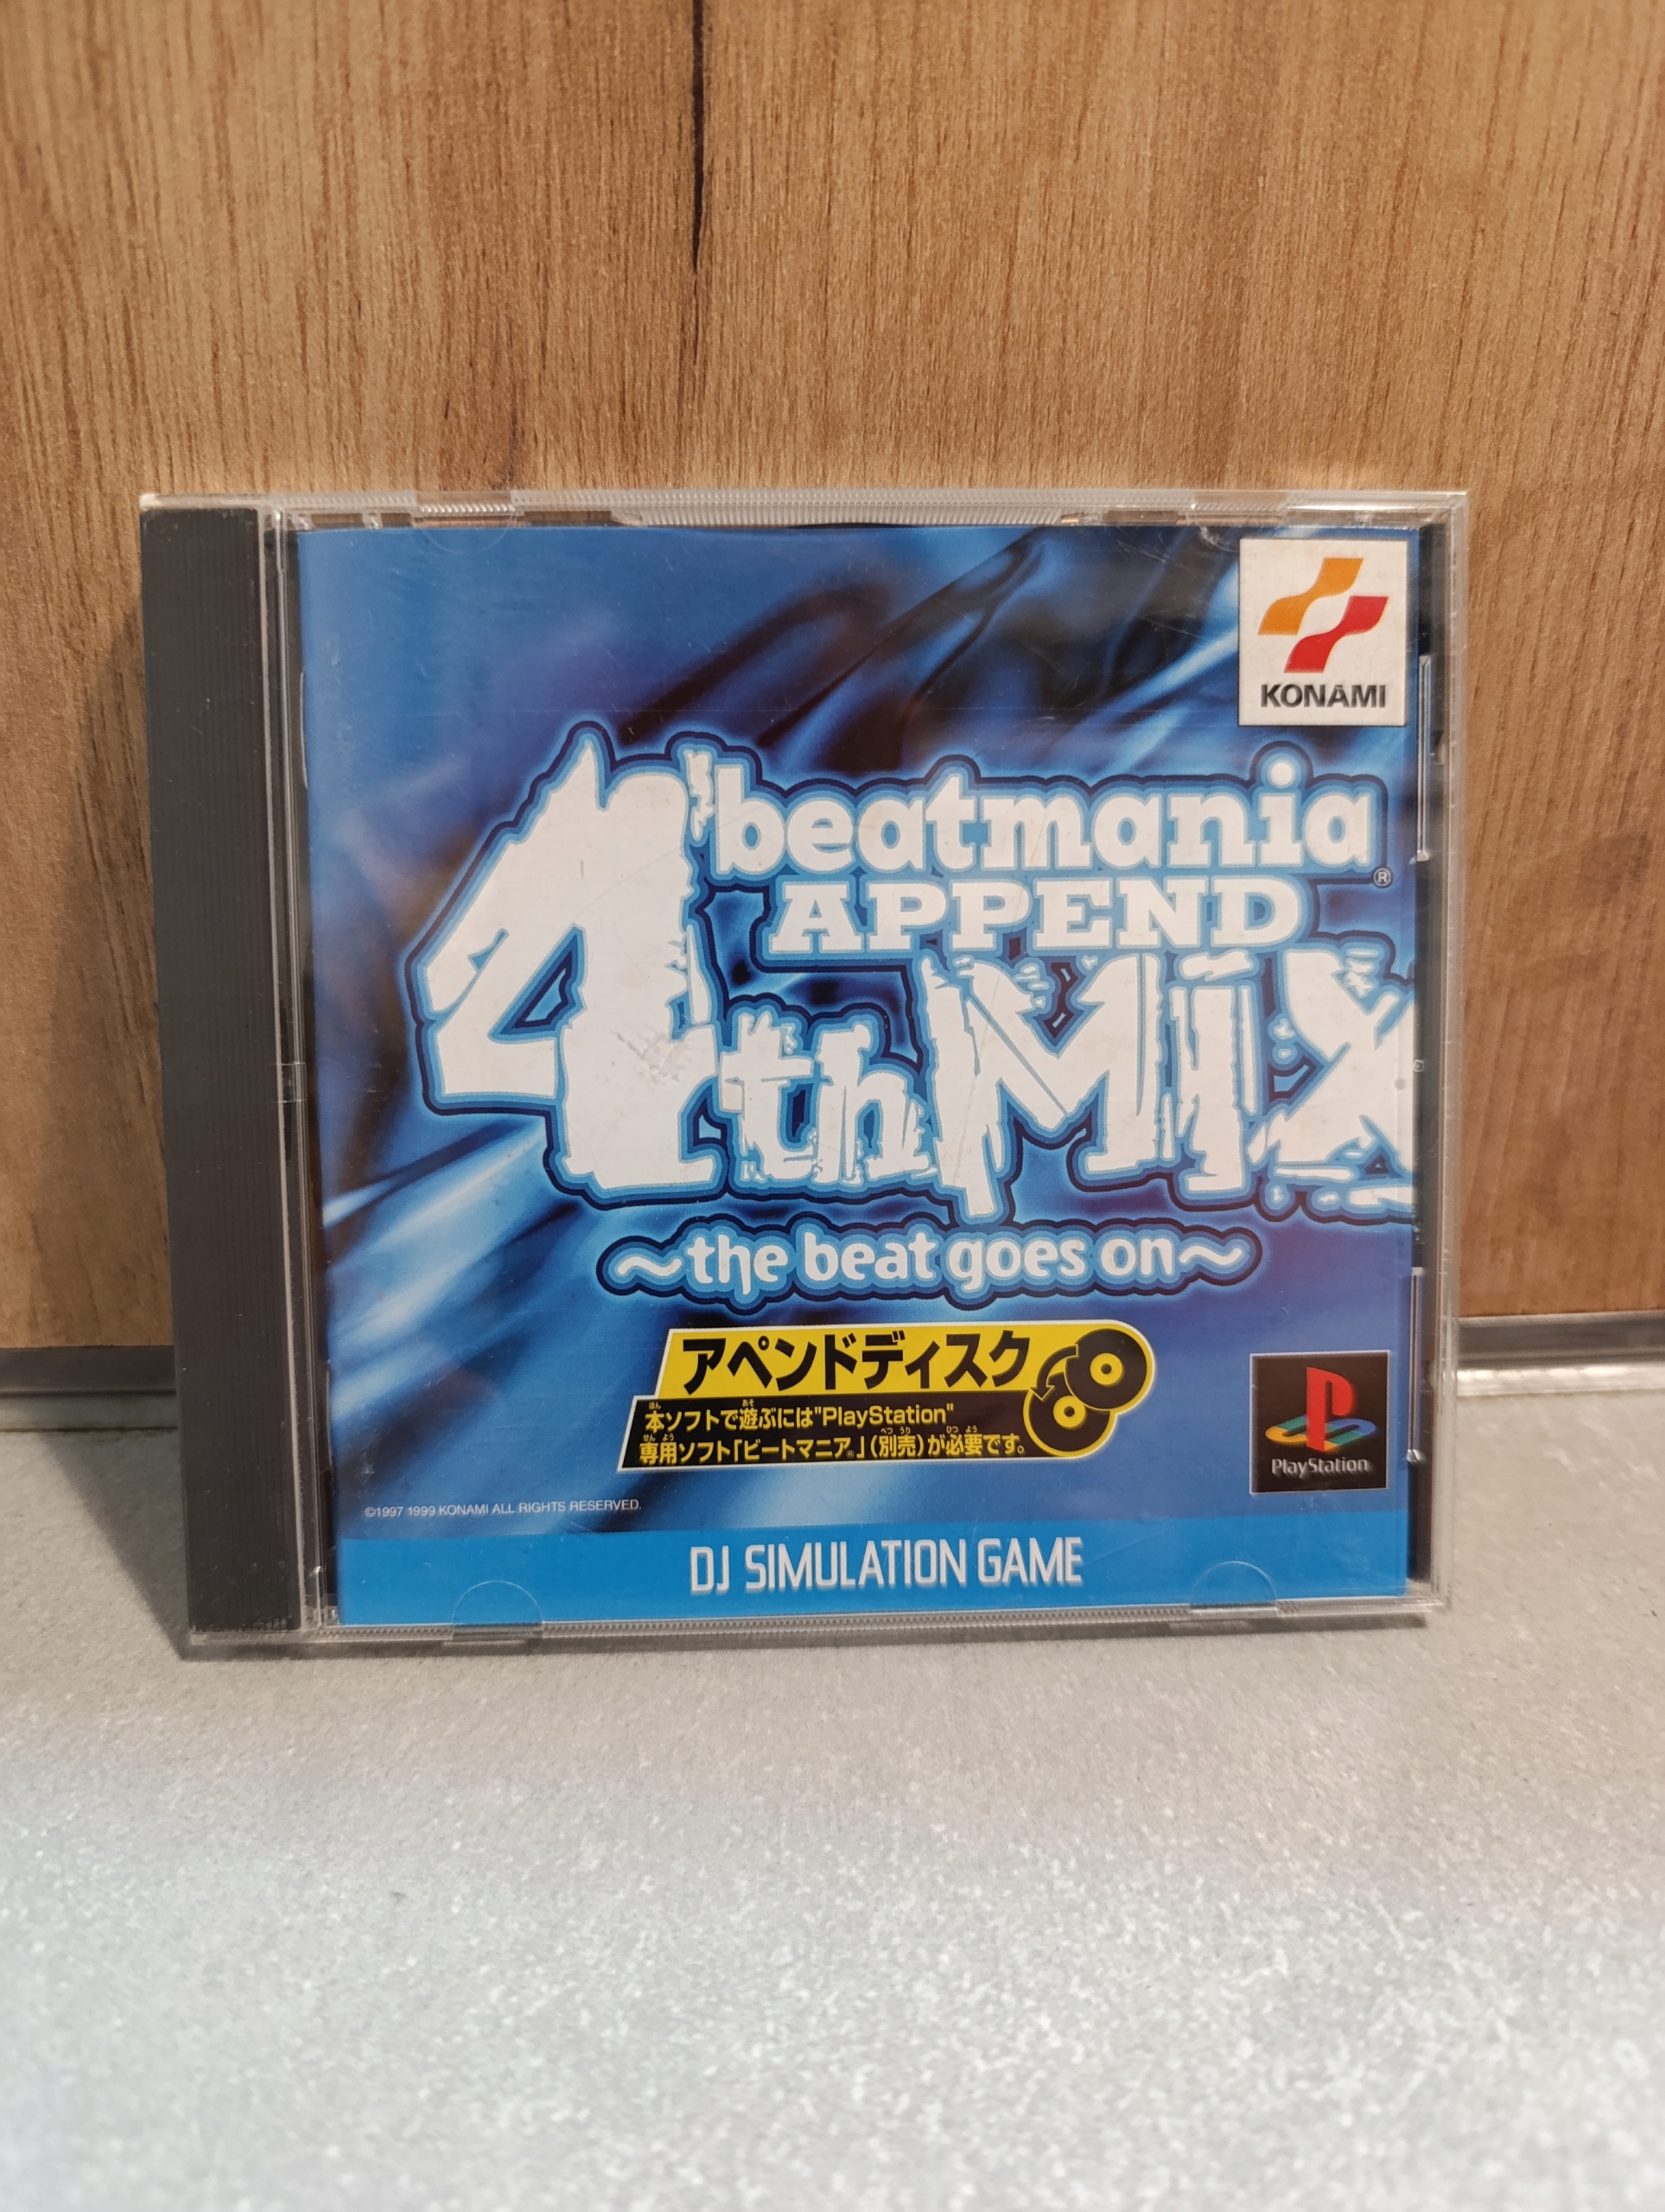 KONAMI
beatmania
®
APPEND
4th MiX
~the beat goes on~
アペンドディスク
本ソフトで遊ぶには"PlayStation"
専用ソフト「ビートマニア®」(別売)が必要です。
PlayStation
©1997 1999 KONAMI ALL RIGHTS RESERVED.
DJ SIMULATION GAME